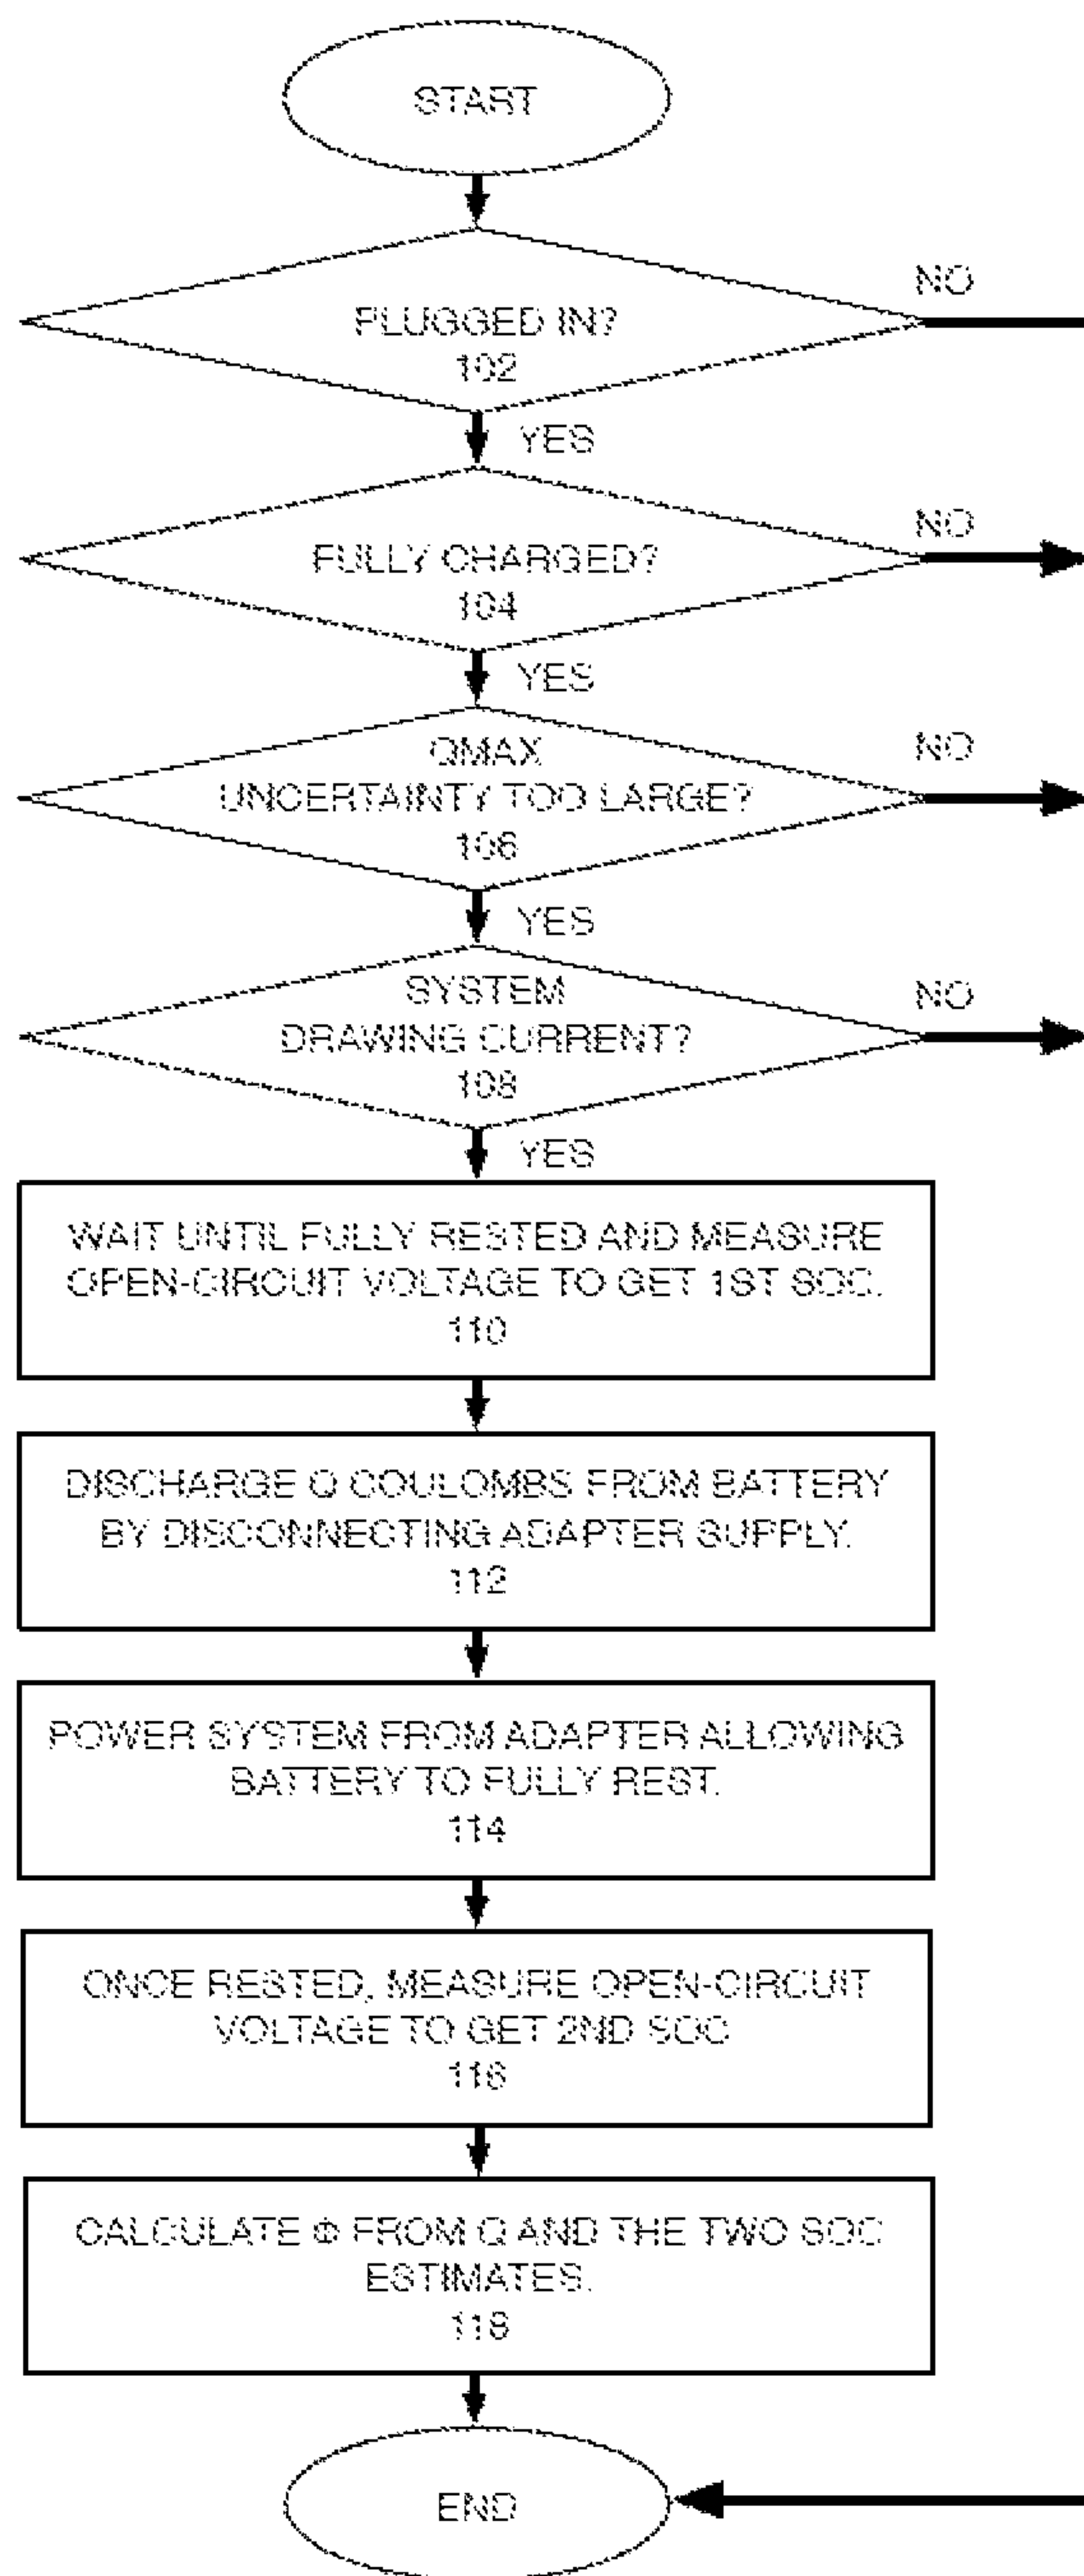 START
PLUGGED IN?
102
NO
YES
FULLY CHARGED?
104
NO
YES
QMAX
UNCERTAINTY TOO LARGE?
106
NO
YES
SYSTEM
DRAWING CURRENT?
108
NO
YES
WAIT UNTIL FULLY RESTED AND MEASURE
OPEN-CIRCUIT VOLTAGE TO GET 1ST SOC.
110
DISCHARGE Q COULOMBS FROM BATTERY
BY DISCONNECTING ADAPTER SUPPLY.
112
POWER SYSTEM FROM ADAPTER ALLOWING
BATTERY TO FULLY REST.
114
ONCE RESTED, MEASURE OPEN-CIRCUIT
VOLTAGE TO GET 2ND SOC
116
CALCULATE Φ FROM Q AND THE TWO SOC
ESTIMATES.
118
END